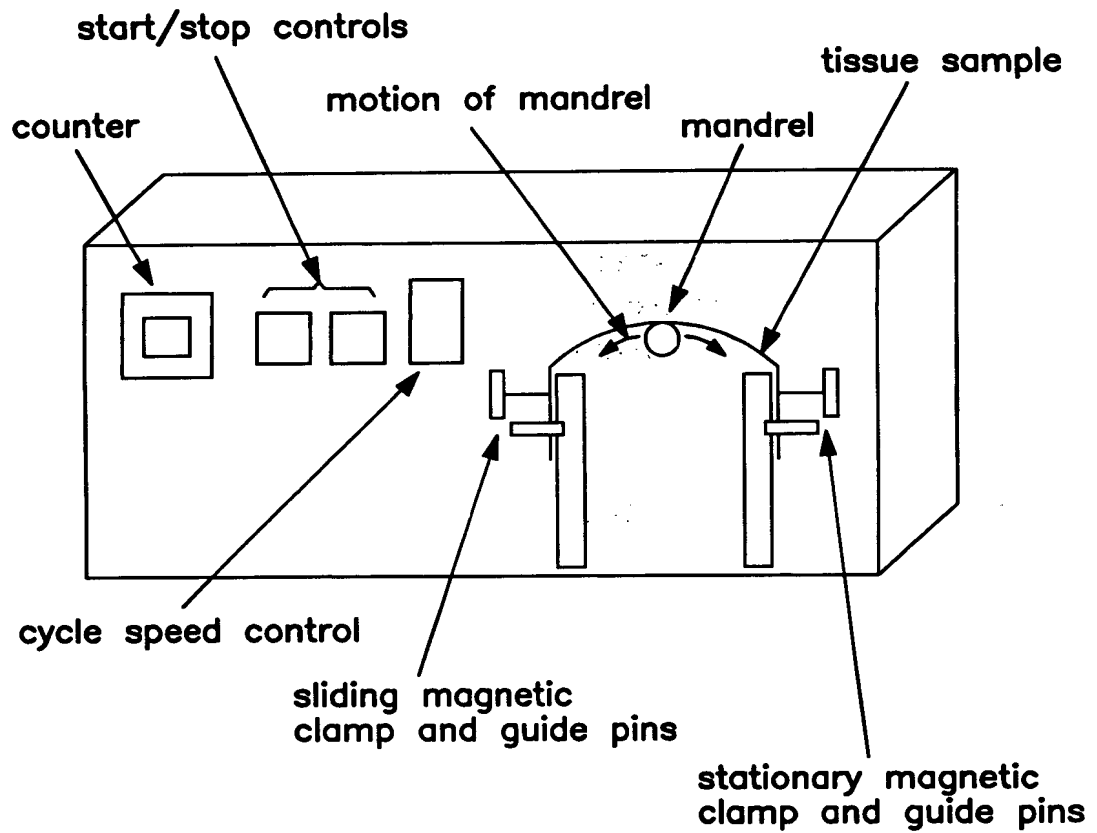 start/stop controls
tissue sample
motion of mandrel
mandrel
counter
cycle speed control
sliding magnetic
clamp and guide pins
stationary magnetic
clamp and guide pins